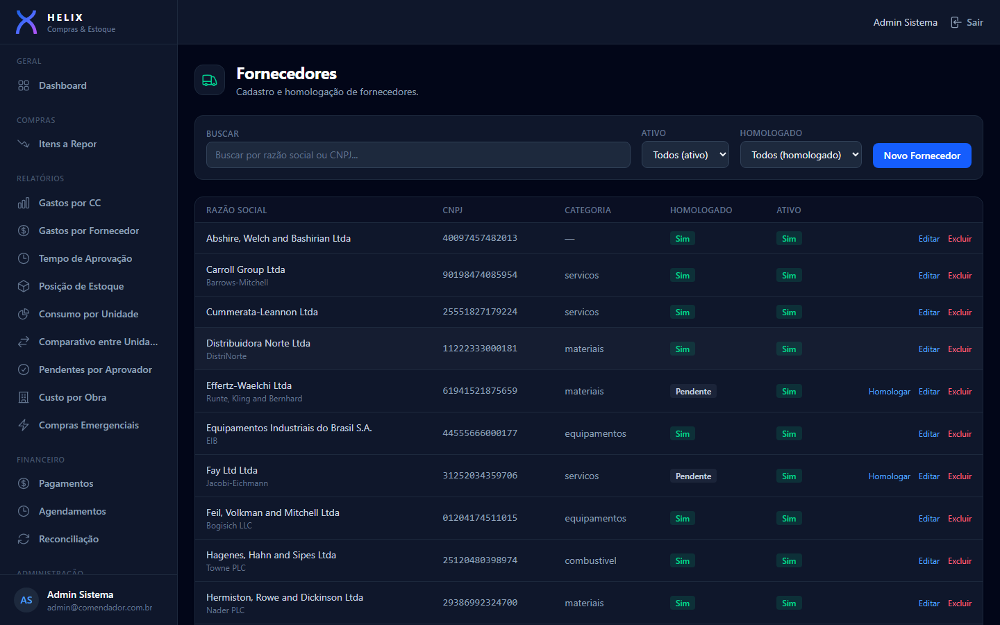 HELIX
Compras & Estoque
Admin Sistema
Sair
GERAL
Dashboard
COMPRAS
Itens a Repor
RELATÓRIOS
Gastos por CC
Gastos por Fornecedor
Tempo de Aprovação
Posição de Estoque
Consumo por Unidade
Comparativo entre Unida...
Pendentes por Aprovador
Custo por Obra
Compras Emergenciais
FINANCEIRO
Pagamentos
Agendamentos
Reconciliação
ADMINISTRAÇÃO
AS
Admin Sistema
admin@comendador.com.br
Fornecedores
Cadastro e homologação de fornecedores.
BUSCAR
Buscar por razão social ou CNPJ...
ATIVO
Todos (ativo)
HOMOLOGADO
Todos (homologado)
Novo Fornecedor
RAZÃO SOCIAL CNPJ CATEGORIA HOMOLOGADO ATIVO
Abshire, Welch and Bashirian Ltda 40097457482013 — Sim Sim Editar Excluir
Carroll Group Ltda 90198474085954 servicos Sim Sim Editar Excluir
Barrows-Mitchell
Cummerata-Leannon Ltda 25551827179224 servicos Sim Sim Editar Excluir
Distribuidora Norte Ltda 11222333000181 materiais Sim Sim Editar Excluir
DistriNorte
Effertz-Waelchi Ltda 61941521875659 materiais Pendente Sim Homologar Editar Excluir
Runte, Kling and Bernhard
Equipamentos Industriais do Brasil S.A. 44555666000177 equipamentos Sim Sim Editar Excluir
EIB
Fay Ltd Ltda 31252034359706 servicos Pendente Sim Homologar Editar Excluir
Jacobi-Eichmann
Feil, Volkman and Mitchell Ltda 01204174511015 equipamentos Sim Sim Editar Excluir
Bogisich LLC
Hagenes, Hahn and Sipes Ltda 25120480398974 combustivel Sim Sim Editar Excluir
Towne PLC
Hermiston, Rowe and Dickinson Ltda 29386992324700 materiais Sim Sim Editar Excluir
Nader PLC